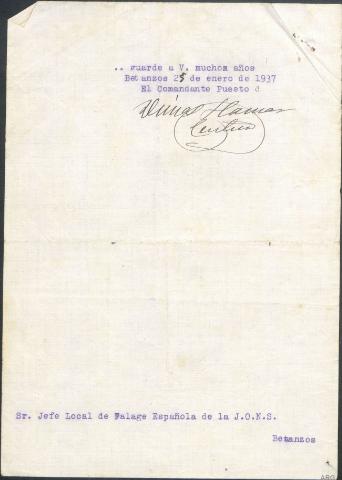 .. guarde a V. muchos años
Betanzos 25 de enero de 1937
El Comandante Puesto d
Sr. Jefe Local de Falage Española de la J.O.N.S.
Betanzos